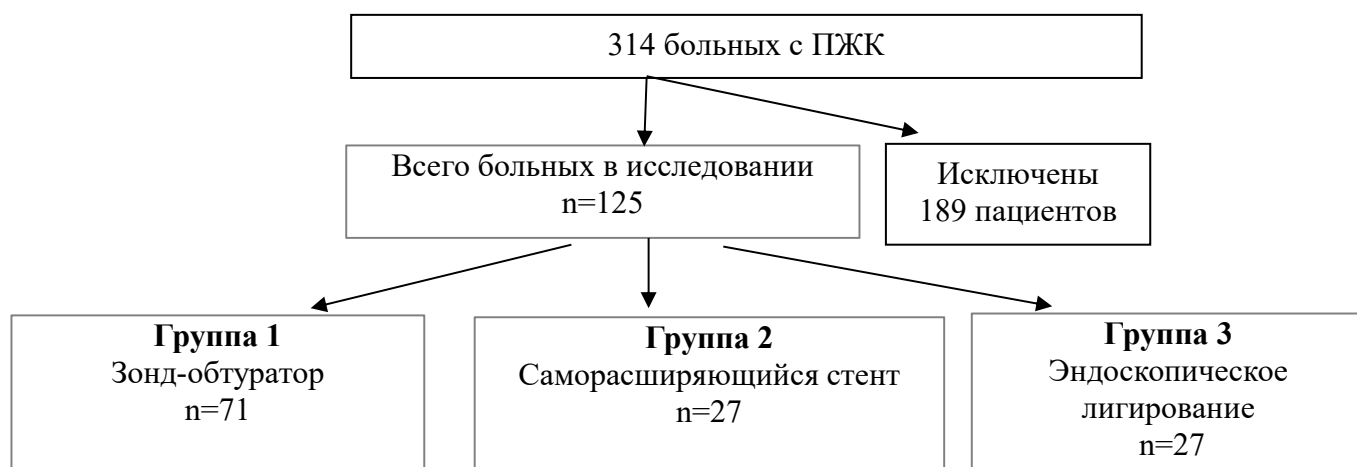 314 больных с ПЖК
Всего больных в исследовании
n=125
Исключены
189 пациентов
Группа 1
Зонд-обтуратор
n=71
Группа 2
Саморасширяющийся стент
n=27
Группа 3
Эндоскопическое
лигирование
n=27